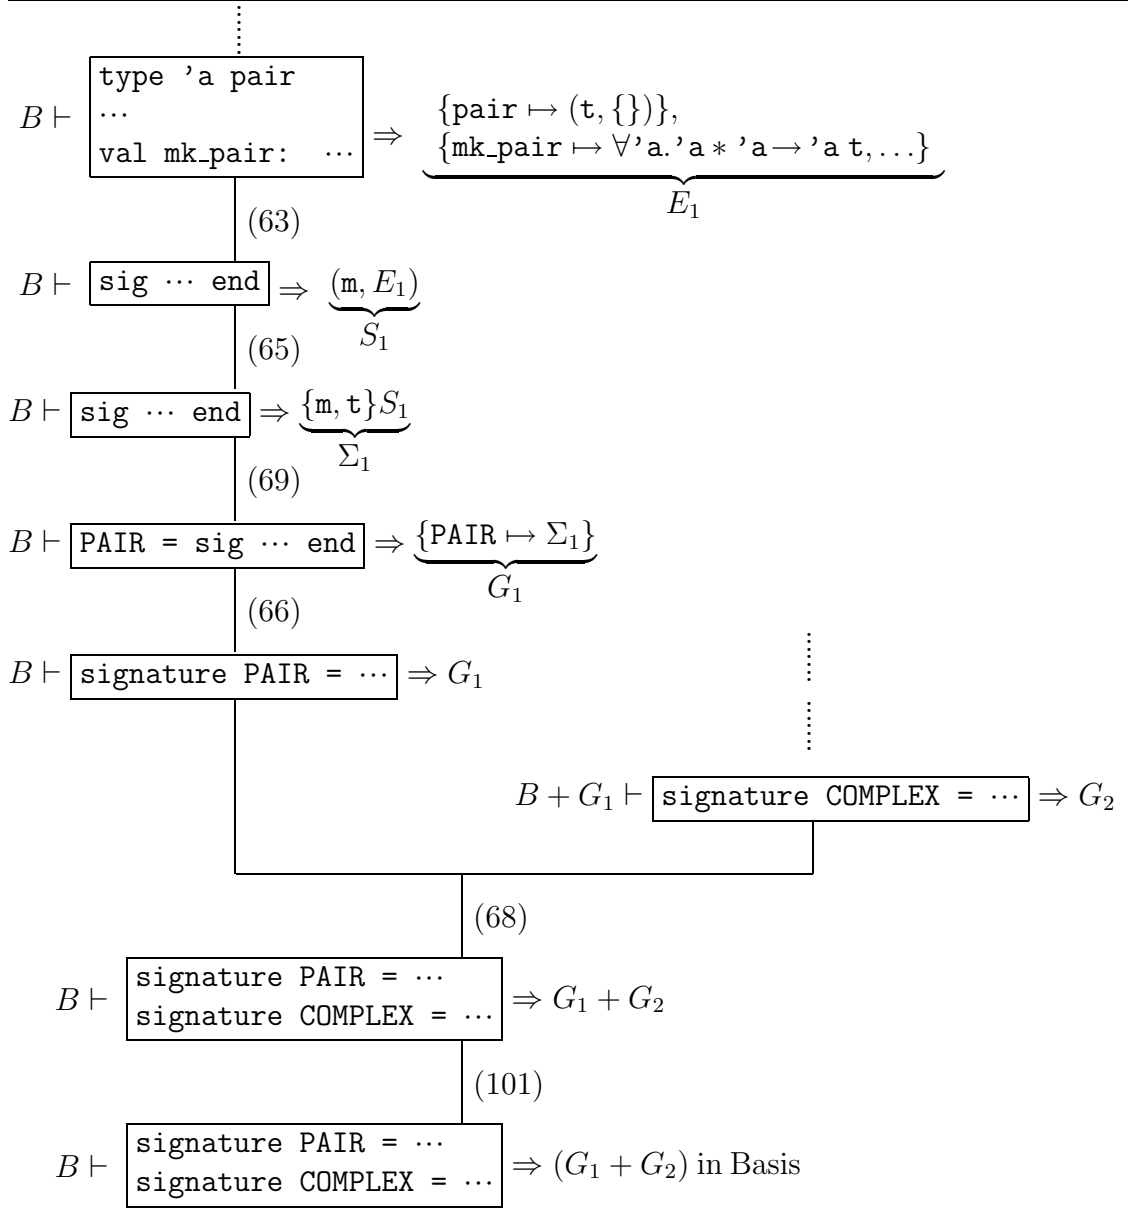 type 'a pair
B ⊢ ···
val mk_pair: ··· ⇒ {pair ↦ (t, {})},
{mk_pair ↦ ∀'a.'a ∗ 'a → 'a t, . . .}
E₁
(63)
B ⊢ sig ··· end ⇒ (m, E₁)
S₁
(65)
B ⊢ sig ··· end ⇒ {m, t}S₁
Σ₁
(69)
B ⊢ PAIR = sig ··· end ⇒ {PAIR ↦ Σ₁}
G₁
(66)
B ⊢ signature PAIR = ··· ⇒ G₁
B + G₁ ⊢ signature COMPLEX = ··· ⇒ G₂
(68)
B ⊢ signature PAIR = ···
signature COMPLEX = ··· ⇒ G₁ + G₂
(101)
B ⊢ signature PAIR = ···
signature COMPLEX = ··· ⇒ (G₁ + G₂) in Basis